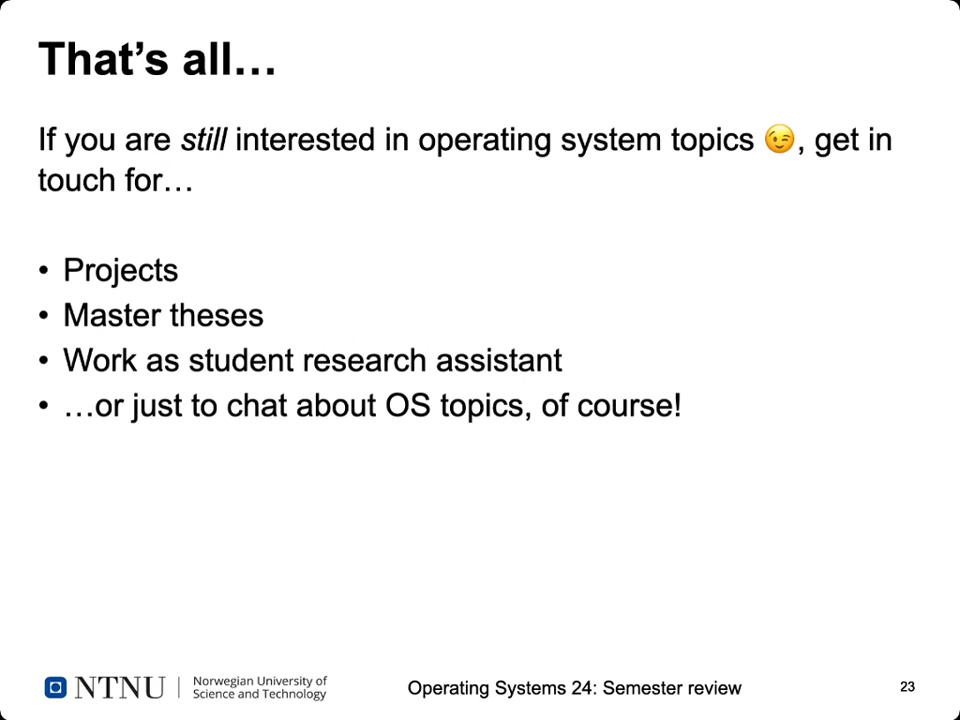 That’s all…
If you are still interested in operating system topics 😉, get in
touch for…
• Projects
• Master theses
• Work as student research assistant
• …or just to chat about OS topics, of course!
NTNU
Norwegian University of
Science and Technology
Operating Systems 24: Semester review
23